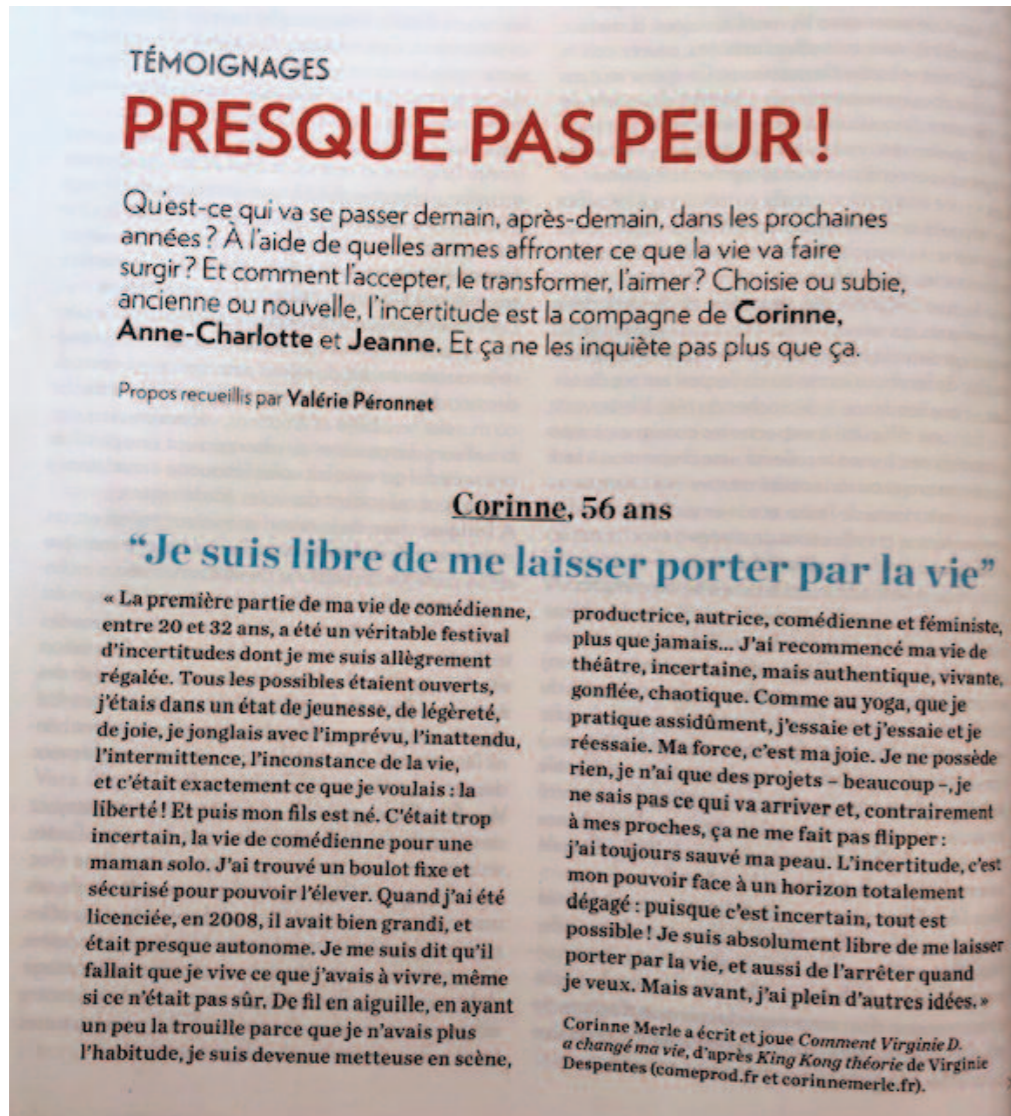 TÉMOIGNAGES
PRESQUE PAS PEUR !
Qu'est-ce qui va se passer demain, après-demain, dans les prochaines
années ? À l'aide de quelles armes affronter ce que la vie va faire
surgir ? Et comment l'accepter, le transformer, l'aimer ? Choisie ou subie,
ancienne ou nouvelle, l'incertitude est la compagne de Corinne,
Anne-Charlotte et Jeanne. Et ça ne les inquiète pas plus que ça.
Propos recueillis par Valérie Péronnet
Corinne, 56 ans
“Je suis libre de me laisser porter par la vie”
« La première partie de ma vie de comédienne,
entre 20 et 32 ans, a été un véritable festival
d'incertitudes dont je me suis allègrement
régalée. Tous les possibles étaient ouverts,
j'étais dans un état de jeunesse, de légèreté,
de joie, je jonglais avec l'imprévu, l'inattendu,
l'intermittence, l'inconstance de la vie,
et c'était exactement ce que je voulais : la
liberté ! Et puis mon fils est né. C'était trop
incertain, la vie de comédienne pour une
maman solo. J'ai trouvé un boulot fixe et
sécurisé pour pouvoir l'élever. Quand j'ai été
licenciée, en 2008, il avait bien grandi, et
était presque autonome. Je me suis dit qu'il
fallait que je vive ce que j'avais à vivre, même
si ce n'était pas sûr. De fil en aiguille, en ayant
un peu la trouille parce que je n'avais plus
l'habitude, je suis devenue metteuse en scène,
productrice, autrice, comédienne et féministe,
plus que jamais... J'ai recommencé ma vie de
théâtre, incertaine, mais authentique, vivante,
gonflée, chaotique. Comme au yoga, que je
pratique assidûment, j'essaie et j'essaie et je
réessaie. Ma force, c'est ma joie. Je ne possède
rien, je n'ai que des projets – beaucoup –, je
ne sais pas ce qui va arriver et, contrairement
à mes proches, ça ne me fait pas flipper :
j'ai toujours sauvé ma peau. L'incertitude, c'est
mon pouvoir face à un horizon totalement
dégagé : puisque c'est incertain, tout est
possible ! Je suis absolument libre de me laisser
porter par la vie, et aussi de l'arrêter quand
je veux. Mais avant, j'ai plein d'autres idées. »
Corinne Merle a écrit et joue Comment Virginie D.
a changé ma vie, d'après King Kong théorie de Virginie
Despentes (comeprod.fr et corinnemerle.fr).